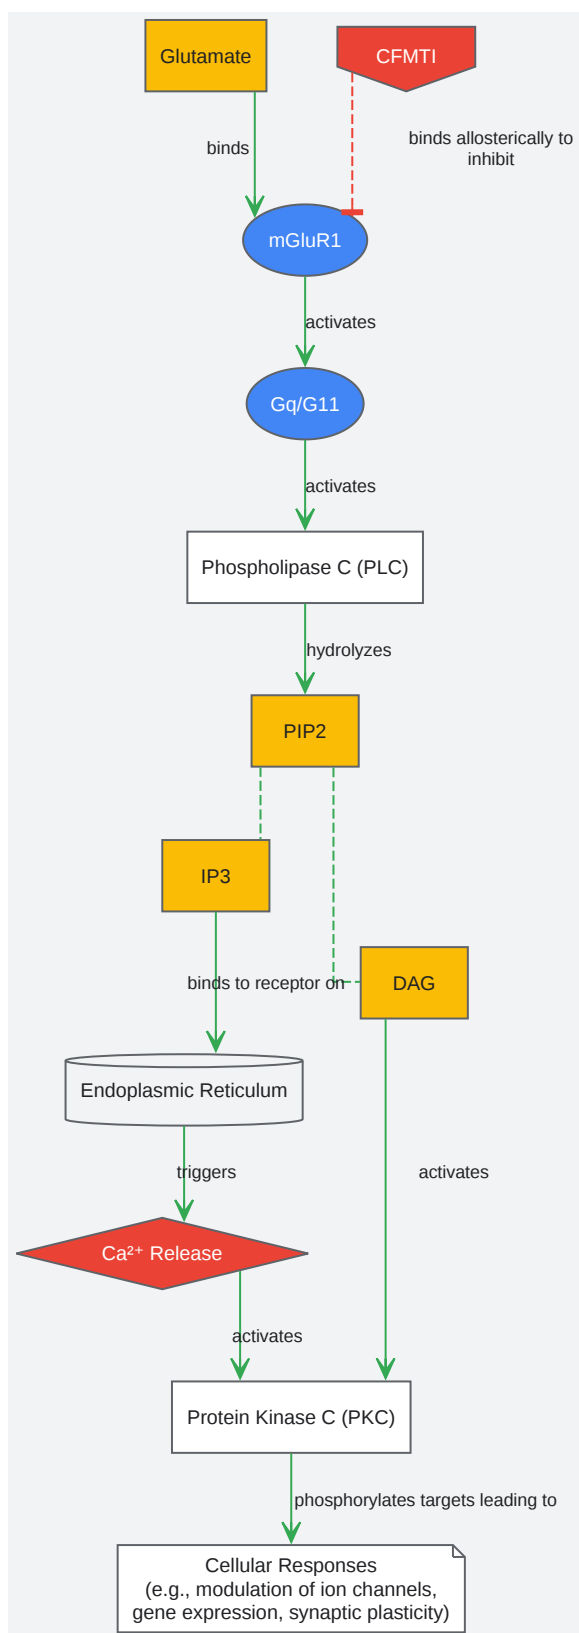 Glutamate
CFMTI
binds
binds allosterically to
inhibit
mGluR1
activates
Gq/G11
activates
Phospholipase C (PLC)
hydrolyzes
PIP2
IP3
binds to receptor on
DAG
Endoplasmic Reticulum
triggers
activates
Ca²⁺ Release
activates
Protein Kinase C (PKC)
phosphorylates targets leading to
Cellular Responses
(e.g., modulation of ion channels,
gene expression, synaptic plasticity)